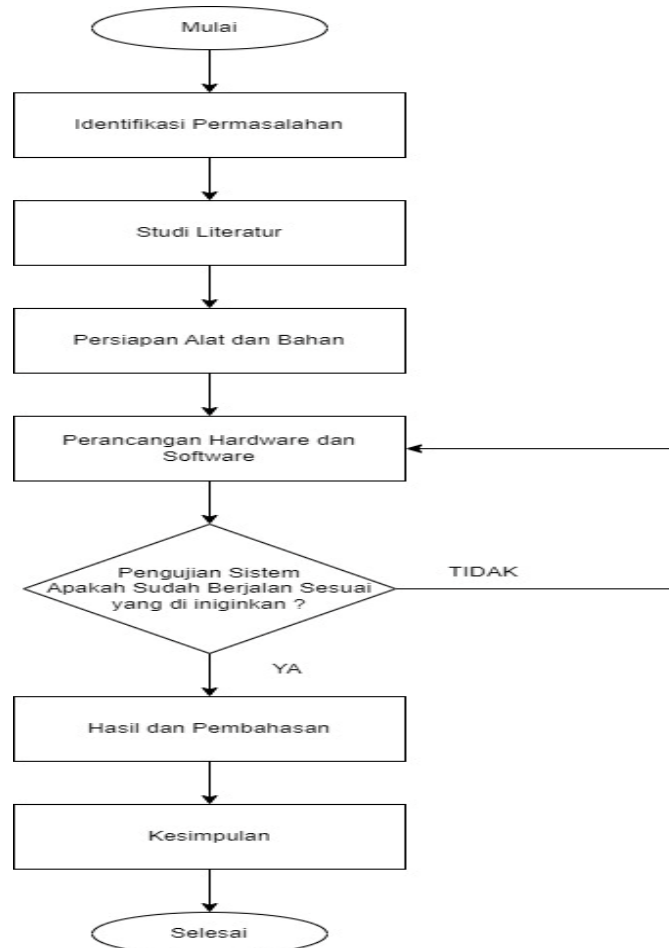 Mulai
Identifikasi Permasalahan
Studi Literatur
Persiapan Alat dan Bahan
Perancangan Hardware dan
Software
Pengujian Sistem
Apakah Sudah Berjalan Sesuai
yang di iniginkan ?
TIDAK
YA
Hasil dan Pembahasan
Kesimpulan
Selesai